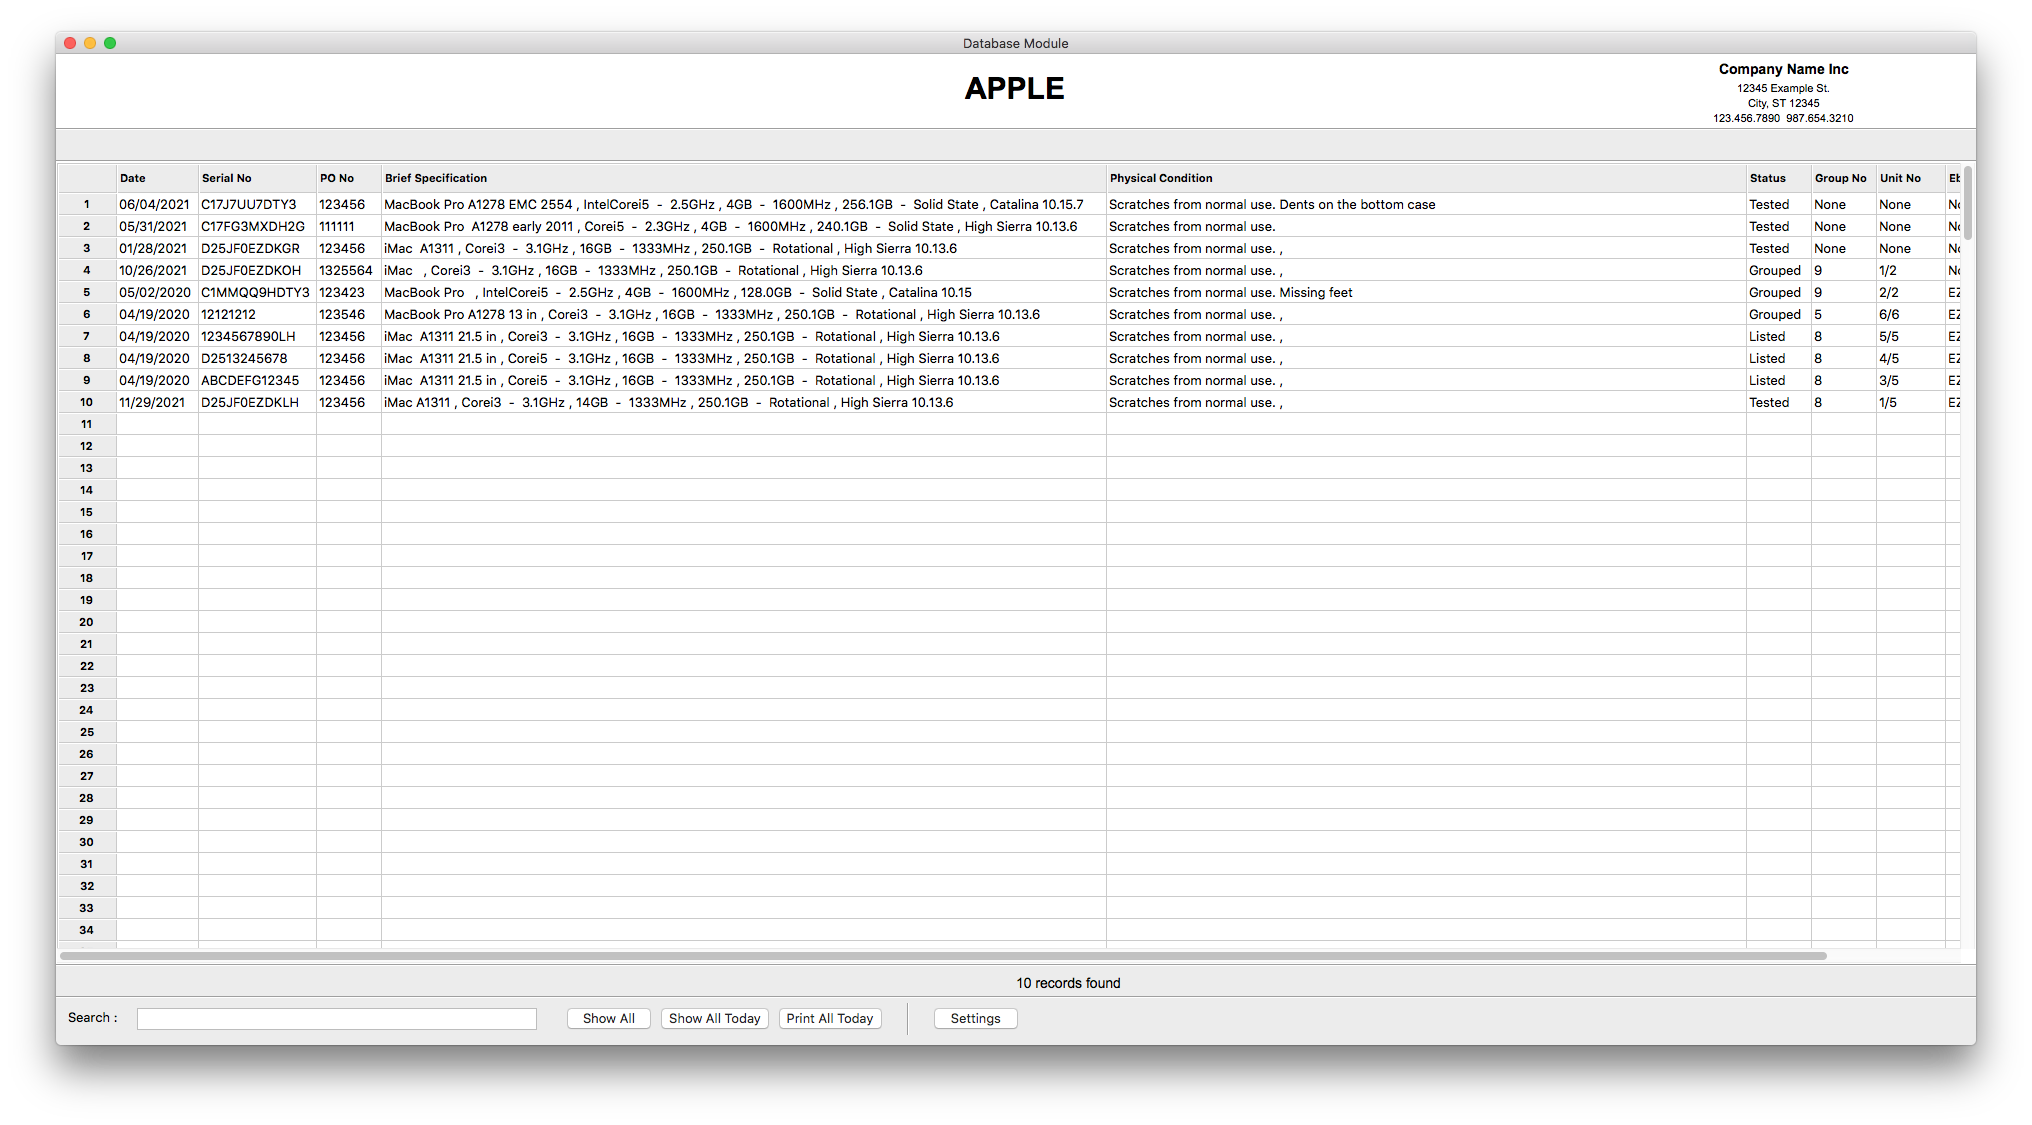 Database Module
APPLE
Company Name Inc
12345 Example St.
City, ST 12345
123.456.7890 987.654.3210
Date Serial No PO No Brief Specification Physical Condition Status Group No Unit No Eb
1 06/04/2021 C17J7UU7DTY3 123456 MacBook Pro A1278 EMC 2554 , IntelCorei5 - 2.5GHz , 4GB - 1600MHz , 256.1GB - Solid State , Catalina 10.15.7 Scratches from normal use. Dents on the bottom case Tested None None No
2 05/31/2021 C17FG3MXDH2G 111111 MacBook Pro A1278 early 2011 , Corei5 - 2.3GHz , 4GB - 1600MHz , 240.1GB - Solid State , High Sierra 10.13.6 Scratches from normal use. Tested None None No
3 01/28/2021 D25JF0EZDKGR 123456 iMac A1311 , Corei3 - 3.1GHz , 16GB - 1333MHz , 250.1GB - Rotational , High Sierra 10.13.6 Scratches from normal use. , Tested None None No
4 10/26/2021 D25JF0EZDKOH 1325564 iMac , Corei3 - 3.1GHz , 16GB - 1333MHz , 250.1GB - Rotational , High Sierra 10.13.6 Scratches from normal use. , Grouped 9 1/2 No
5 05/02/2020 C1MMQQ9HDTY3 123423 MacBook Pro , IntelCorei5 - 2.5GHz , 4GB - 1600MHz , 128.0GB - Solid State , Catalina 10.15 Scratches from normal use. Missing feet Grouped 9 2/2 EZ
6 04/19/2020 12121212 123546 MacBook Pro A1278 13 in , Corei3 - 3.1GHz , 16GB - 1333MHz , 250.1GB - Rotational , High Sierra 10.13.6 Scratches from normal use. , Grouped 5 6/6 EZ
7 04/19/2020 1234567890LH 123456 iMac A1311 21.5 in , Corei3 - 3.1GHz , 16GB - 1333MHz , 250.1GB - Rotational , High Sierra 10.13.6 Scratches from normal use. , Listed 8 5/5 EZ
8 04/19/2020 D2513245678 123456 iMac A1311 21.5 in , Corei5 - 3.1GHz , 16GB - 1333MHz , 250.1GB - Rotational , High Sierra 10.13.6 Scratches from normal use. , Listed 8 4/5 EZ
9 04/19/2020 ABCDEFG12345 123456 iMac A1311 21.5 in , Corei5 - 3.1GHz , 16GB - 1333MHz , 250.1GB - Rotational , High Sierra 10.13.6 Scratches from normal use. , Listed 8 3/5 EZ
10 11/29/2021 D25JF0EZDKLH 123456 iMac A1311 , Corei3 - 3.1GHz , 14GB - 1333MHz , 250.1GB - Rotational , High Sierra 10.13.6 Scratches from normal use. , Tested 8 1/5 EZ
11
12
13
14
15
16
17
18
19
20
21
22
23
24
25
26
27
28
29
30
31
32
33
34
10 records found
Search : Show All Show All Today Print All Today Settings